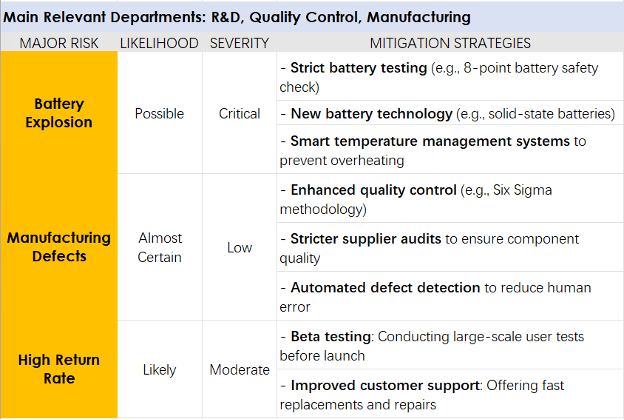 Main Relevant Departments: R&D, Quality Control, Manufacturing
MAJOR RISK LIKELIHOOD SEVERITY MITIGATION STRATEGIES
Battery
Explosion
Possible
Critical
- Strict battery testing (e.g., 8-point battery safety
check)
- New battery technology (e.g., solid-state batteries)
- Smart temperature management systems to
prevent overheating
Manufacturing
Defects
Almost
Certain
Low
- Enhanced quality control (e.g., Six Sigma
methodology)
- Stricter supplier audits to ensure component
quality
- Automated defect detection to reduce human
error
High Return
Rate
Likely
Moderate
- Beta testing: Conducting large-scale user tests
before launch
- Improved customer support: Offering fast
replacements and repairs